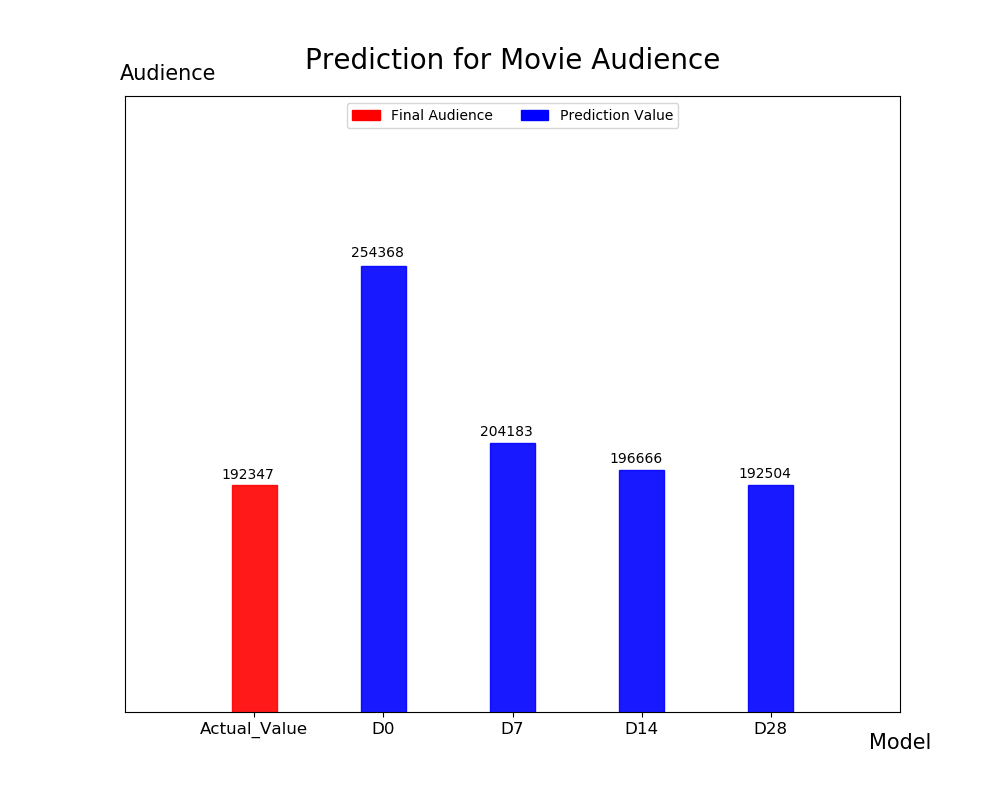 Prediction for Movie Audience
Audience
Final Audience
Prediction Value
254368
204183
196666
192347
192504
Actual_Value
D0
D7
D14
D28
Model